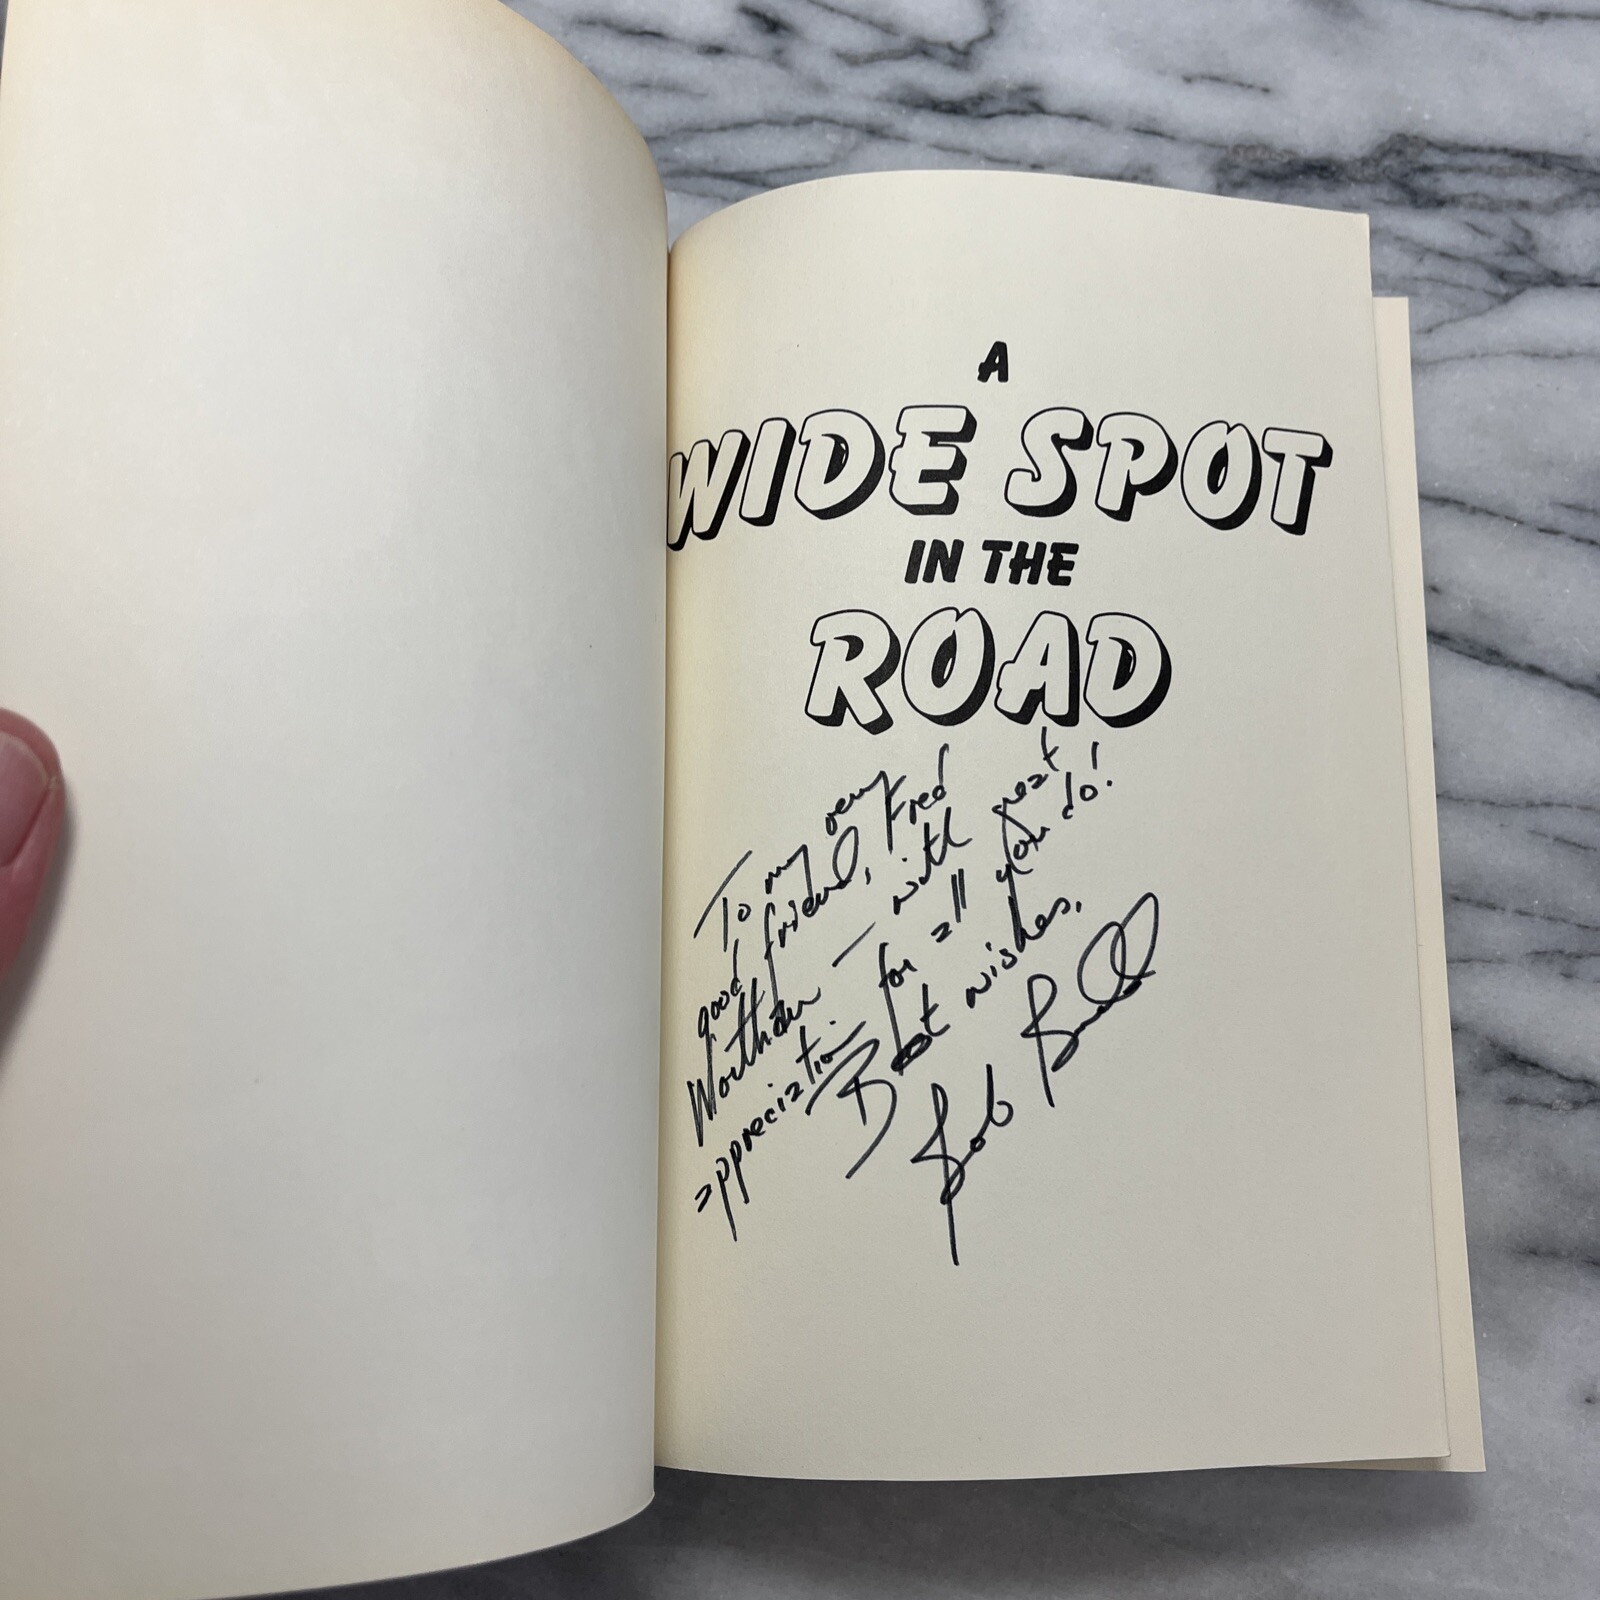 A
WIDE SPOT
IN THE
ROAD
To my very
good friend, Fred
Worthen — with great
appreciation for all you do!
Best wishes,
Bob